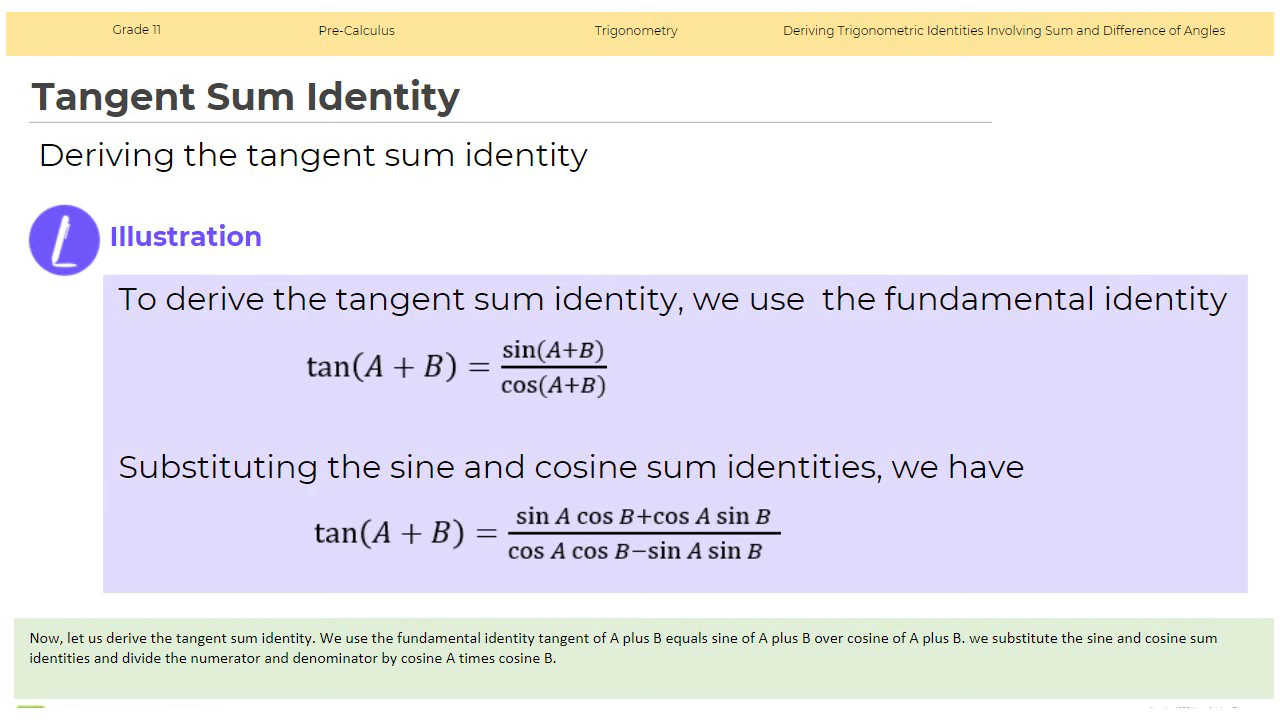 Grade 11 Pre-Calculus Trigonometry Deriving Trigonometric Identities Involving Sum and Difference of Angles
Tangent Sum Identity
Deriving the tangent sum identity
Illustration
To derive the tangent sum identity, we use the fundamental identity
tan(A + B) = sin(A+B) / cos(A+B)
Substituting the sine and cosine sum identities, we have
tan(A + B) = sin A cos B+cos A sin B / cos A cos B−sin A sin B
Now, let us derive the tangent sum identity. We use the fundamental identity tangent of A plus B equals sine of A plus B over cosine of A plus B. we substitute the sine and cosine sum
identities and divide the numerator and denominator by cosine A times cosine B.